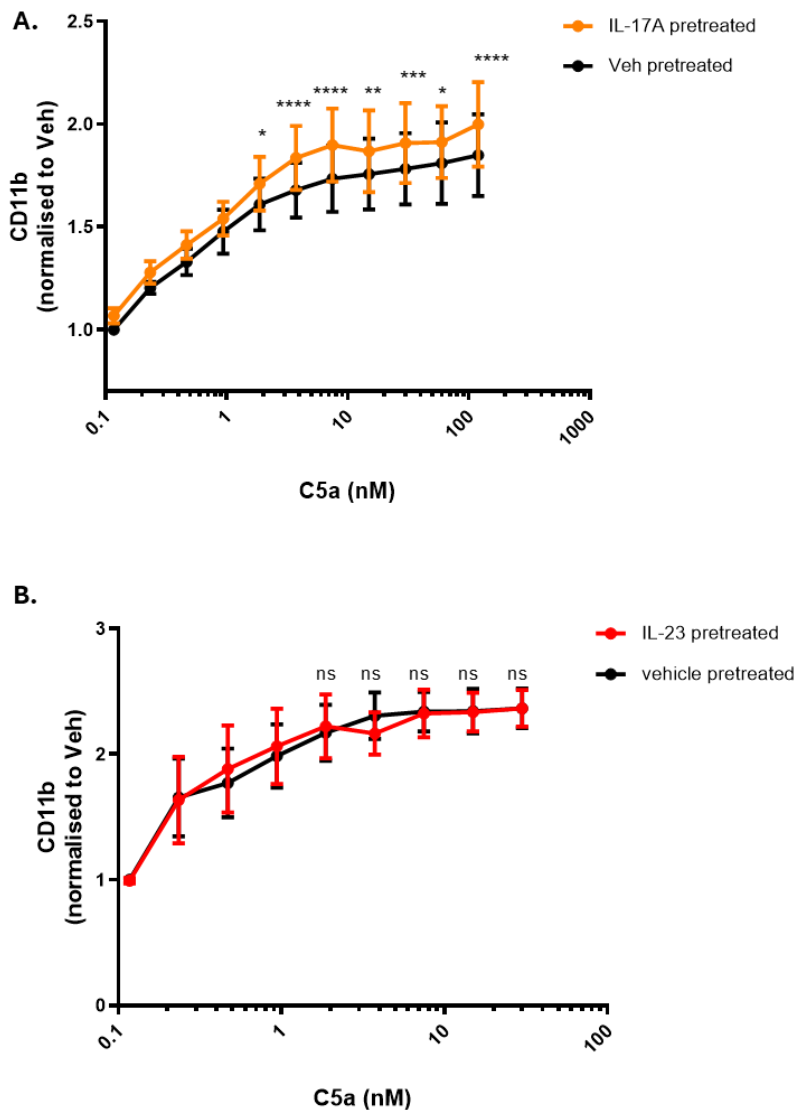 A.
2.5
2.0
1.5
1.0
CD11b
(normalised to Veh)
* **** **** ** *** * ****
IL-17A pretreated
Veh pretreated
0.1 1 10 100 1000
C5a (nM)
B.
3
2
1
0
CD11b
(normalised to Veh)
ns ns ns ns ns
IL-23 pretreated
vehicle pretreated
0.1 1 10 100
C5a (nM)